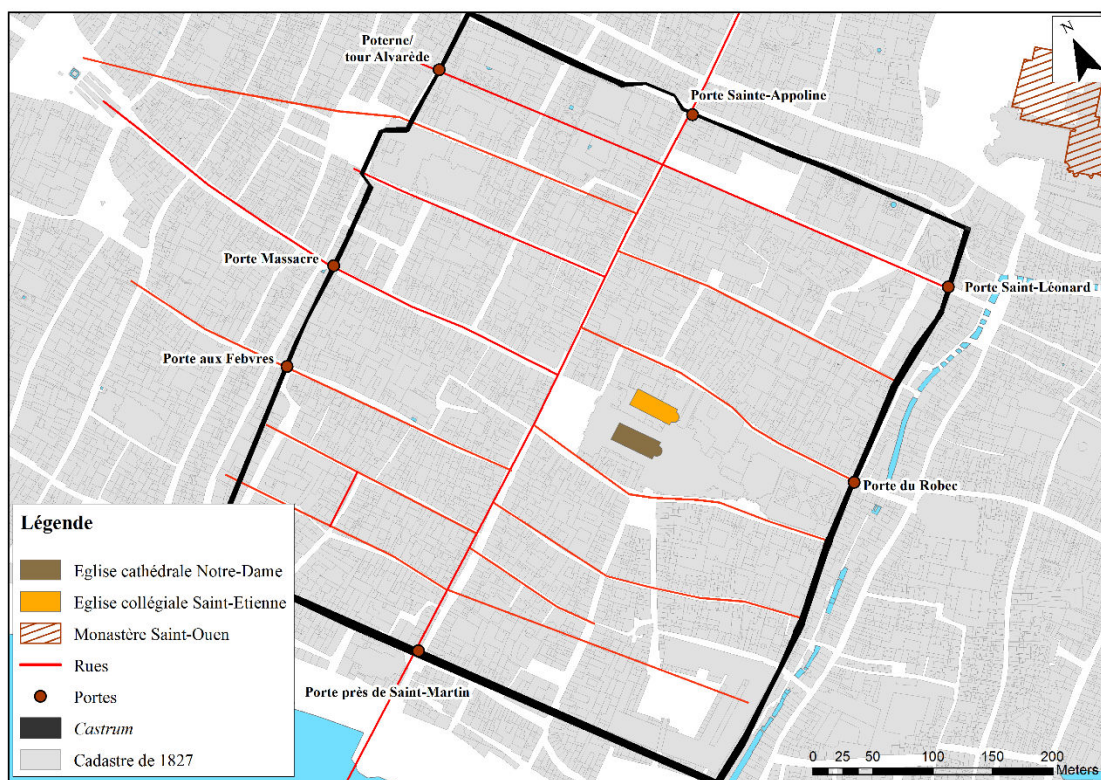 Poterne/
tour Alvarède
N
Porte Sainte-Appoline
Porte Massacre
Porte Saint-Léonard
Porte aux Febvres
Porte du Robec
Porte près de Saint-Martin
Légende
Eglise cathédrale Notre-Dame
Eglise collégiale Saint-Etienne
Monastère Saint-Ouen
Rues
Portes
Castrum
Cadastre de 1827
0 25 50 100 150 200
Meters